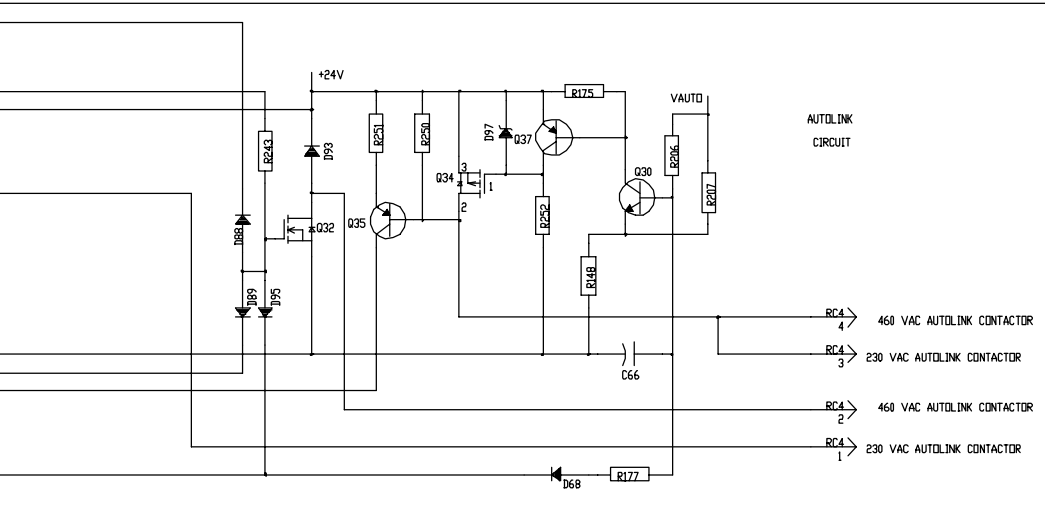 +24V
R175
VAUTO
AUTOLINK
CIRCUIT
R251
R250
D97
Q37
R243
D93
R206
3
Q34
1
2
Q30
R207
R252
Q35
D88
Q32
R148
D89
D95
RC4
4
460 VAC AUTOLINK CONTACTOR
RC4
3
230 VAC AUTOLINK CONTACTOR
C66
RC4
2
460 VAC AUTOLINK CONTACTOR
RC4
1
230 VAC AUTOLINK CONTACTOR
D68
R177